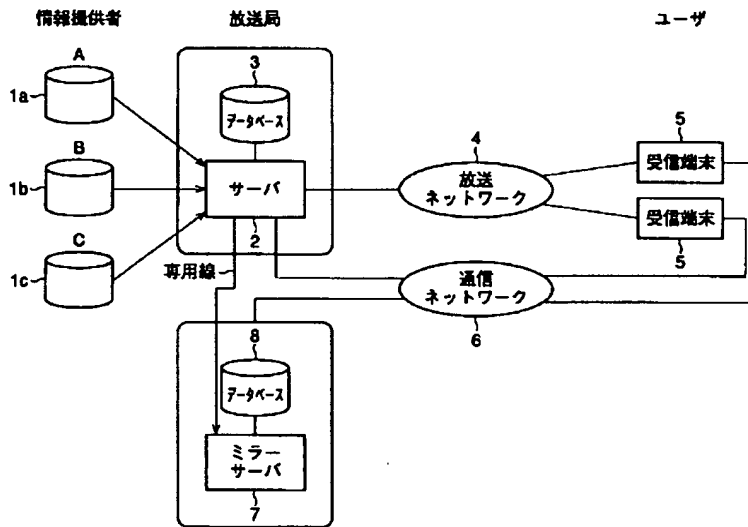 情報提供者
放送局
ユーザ
A
1a
B
1b
C
1c
3
データベース
サーバ
2
専用線
4
放送
ネットワーク
5
受信端末
受信端末
5
通信
ネットワーク
6
8
データベース
ミラー
サーバ
7